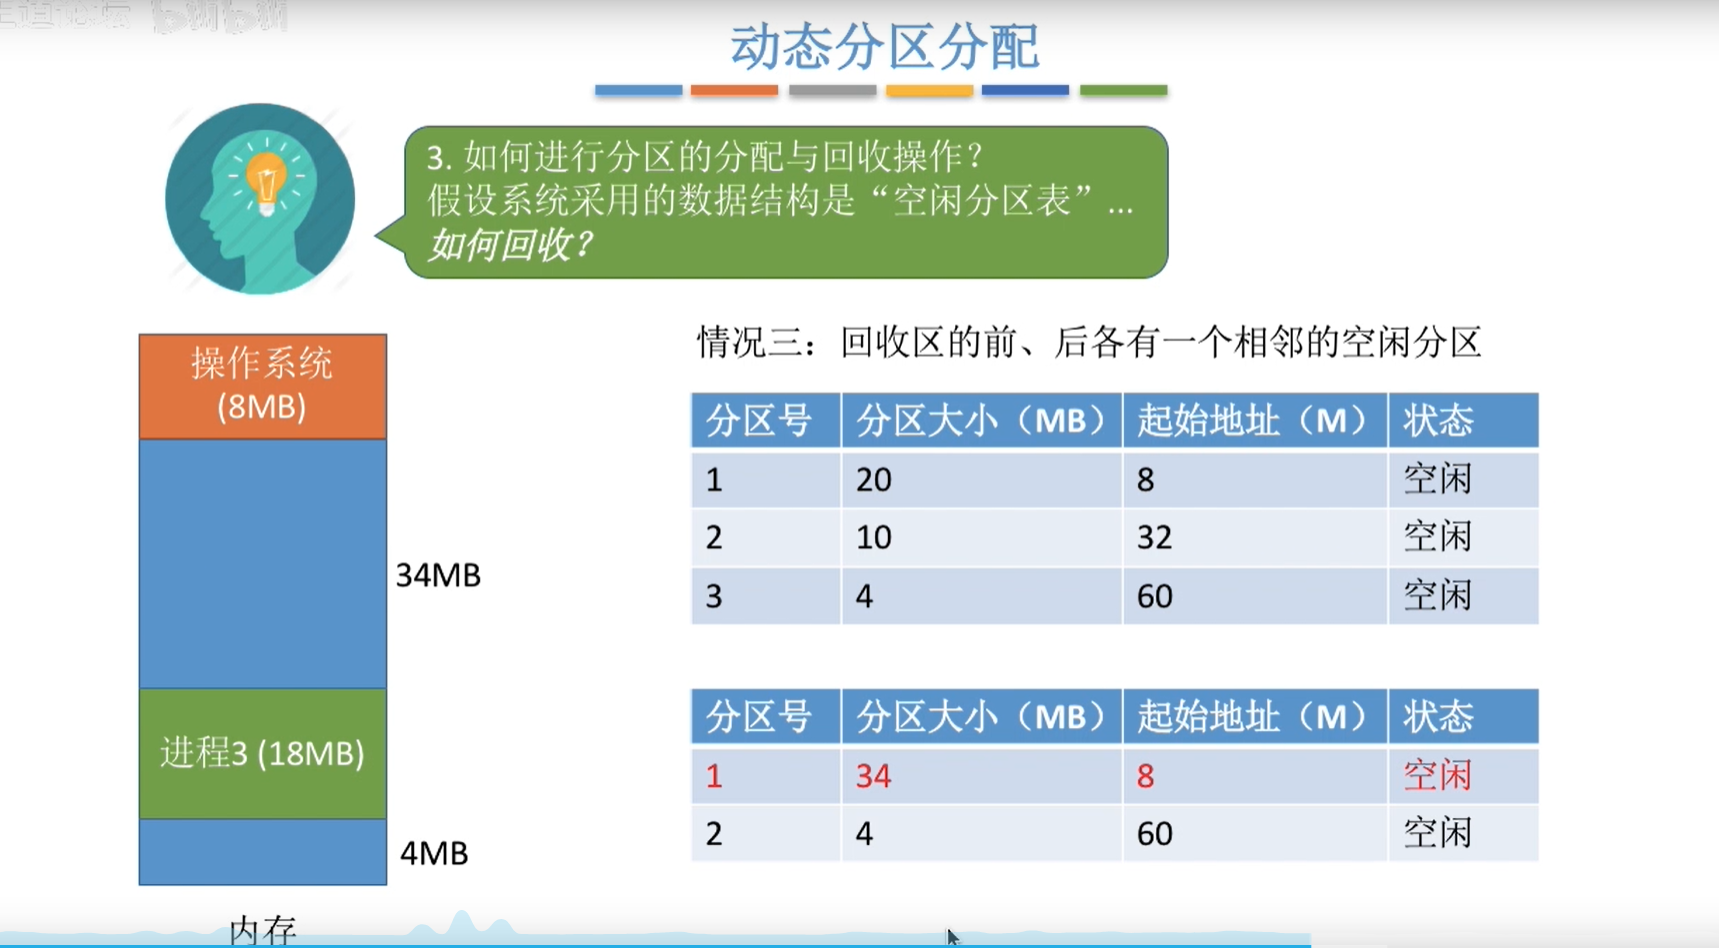 动态分区分配
3. 如何进行分区的分配与回收操作？
假设系统采用的数据结构是“空闲分区表”...
如何回收？
操作系统
(8MB)
34MB
进程3 (18MB)
4MB
内存
情况三：回收区的前、后各有一个相邻的空闲分区
分区号 分区大小（MB） 起始地址（M） 状态
1 20 8 空闲
2 10 32 空闲
3 4 60 空闲
分区号 分区大小（MB） 起始地址（M） 状态
1 34 8 空闲
2 4 60 空闲